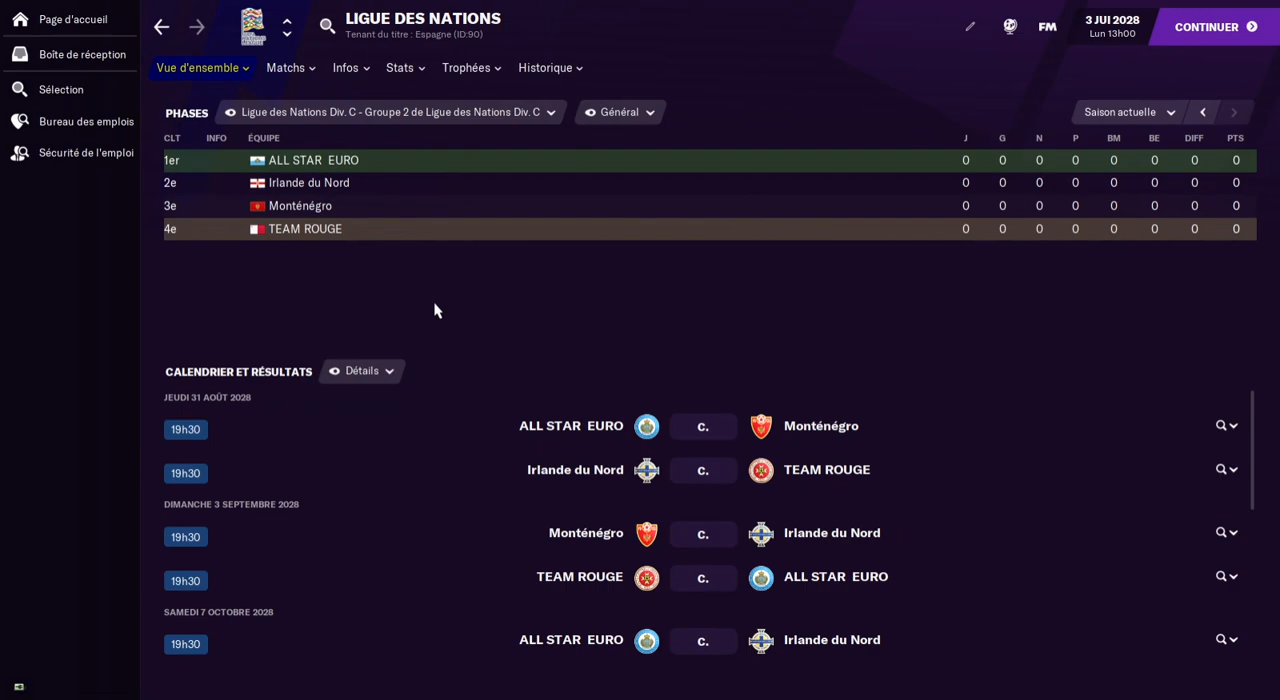 Page d'accueil
Boîte de réception
Sélection
Bureau des emplois
Sécurité de l'emploi
LIGUE DES NATIONS
Tenant du titre : Espagne (ID:90)
FM
3 JUI 2028
Lun 13h00
CONTINUER
Vue d'ensemble Matchs Infos Stats Trophées Historique
PHASES Ligue des Nations Div. C - Groupe 2 de Ligue des Nations Div. C Général Saison actuelle
CLT INFO ÉQUIPE J G N P BM BE DIFF PTS
1er ALL STAR EURO 0 0 0 0 0 0 0 0
2e Irlande du Nord 0 0 0 0 0 0 0 0
3e Monténégro 0 0 0 0 0 0 0 0
4e TEAM ROUGE 0 0 0 0 0 0 0 0
CALENDRIER ET RÉSULTATS Détails
JEUDI 31 AOÛT 2028
19h30 ALL STAR EURO C. Monténégro
19h30 Irlande du Nord C. TEAM ROUGE
DIMANCHE 3 SEPTEMBRE 2028
19h30 Monténégro C. Irlande du Nord
19h30 TEAM ROUGE C. ALL STAR EURO
SAMEDI 7 OCTOBRE 2028
19h30 ALL STAR EURO C. Irlande du Nord